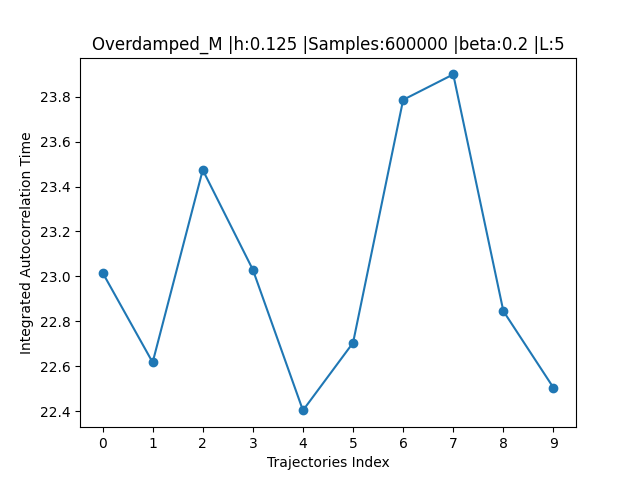 Overdamped_M |h:0.125 |Samples:600000 |beta:0.2 |L:5
Integrated Autocorrelation Time
23.8
23.6
23.4
23.2
23.0
22.8
22.6
22.4
0 1 2 3 4 5 6 7 8 9
Trajectories Index